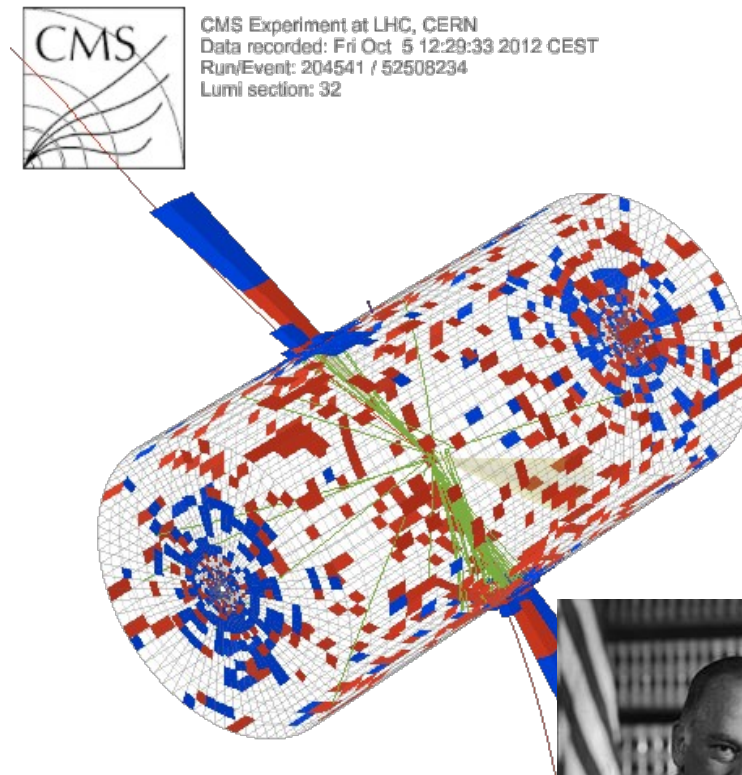 CMS
CMS Experiment at LHC, CERN
Data recorded: Fri Oct  5 12:29:33 2012 CEST
Run/Event: 204541 / 52508234
Lumi section: 32